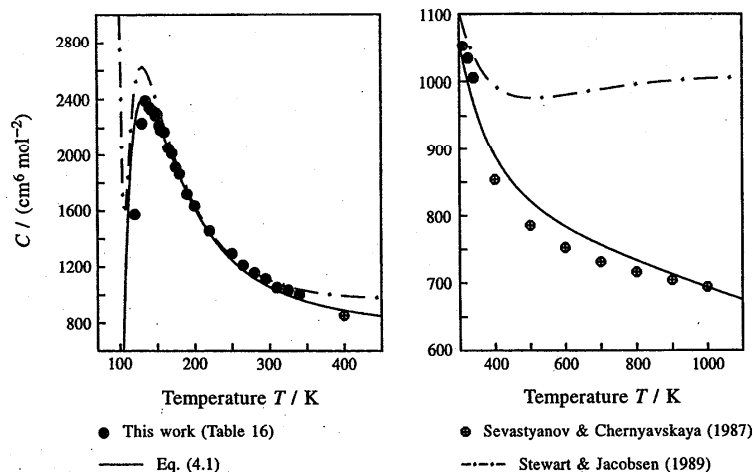 2800
2400
2000
1600
1200
800
C / (cm⁶ mol⁻²)
100 200 300 400
Temperature T / K
1100
1000
900
800
700
600
400 600 800 1000
Temperature T / K
This work (Table 16)
Sevastyanov & Chernyavskaya (1987)
Eq. (4.1)
Stewart & Jacobsen (1989)